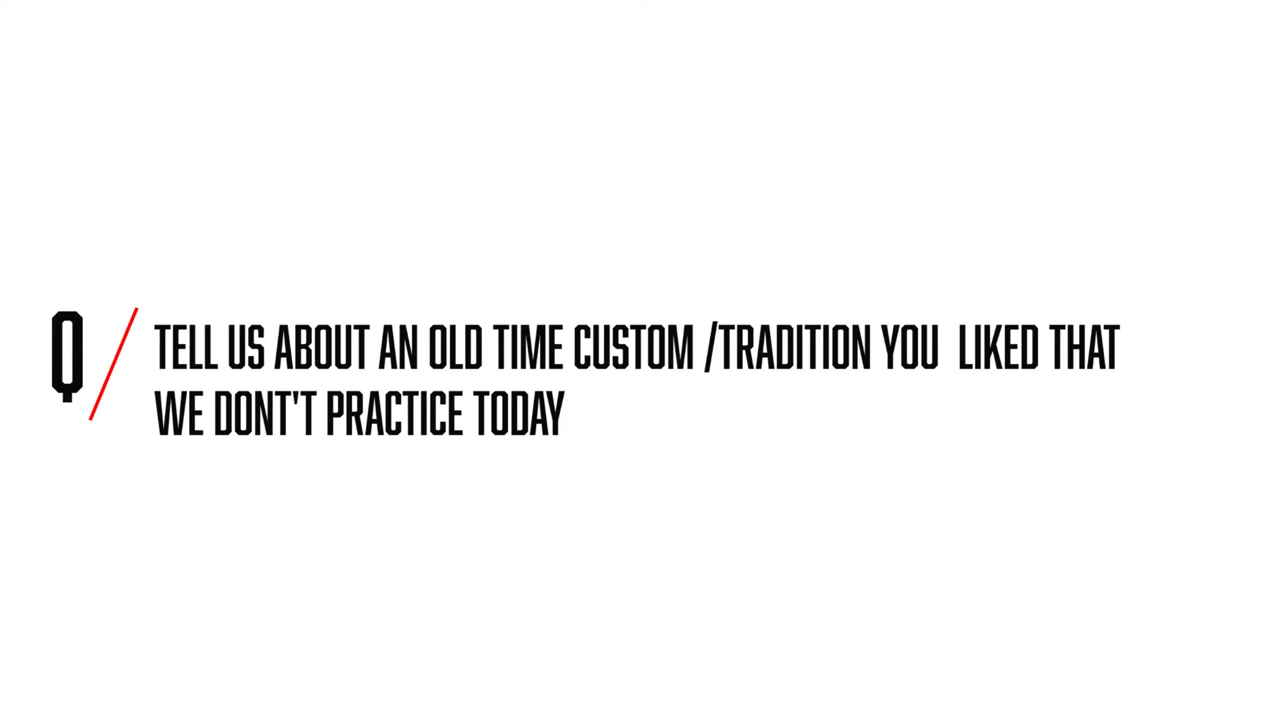 Q/ TELL US ABOUT AN OLD TIME CUSTOM /TRADITION YOU LIKED THAT
WE DONT'T PRACTICE TODAY